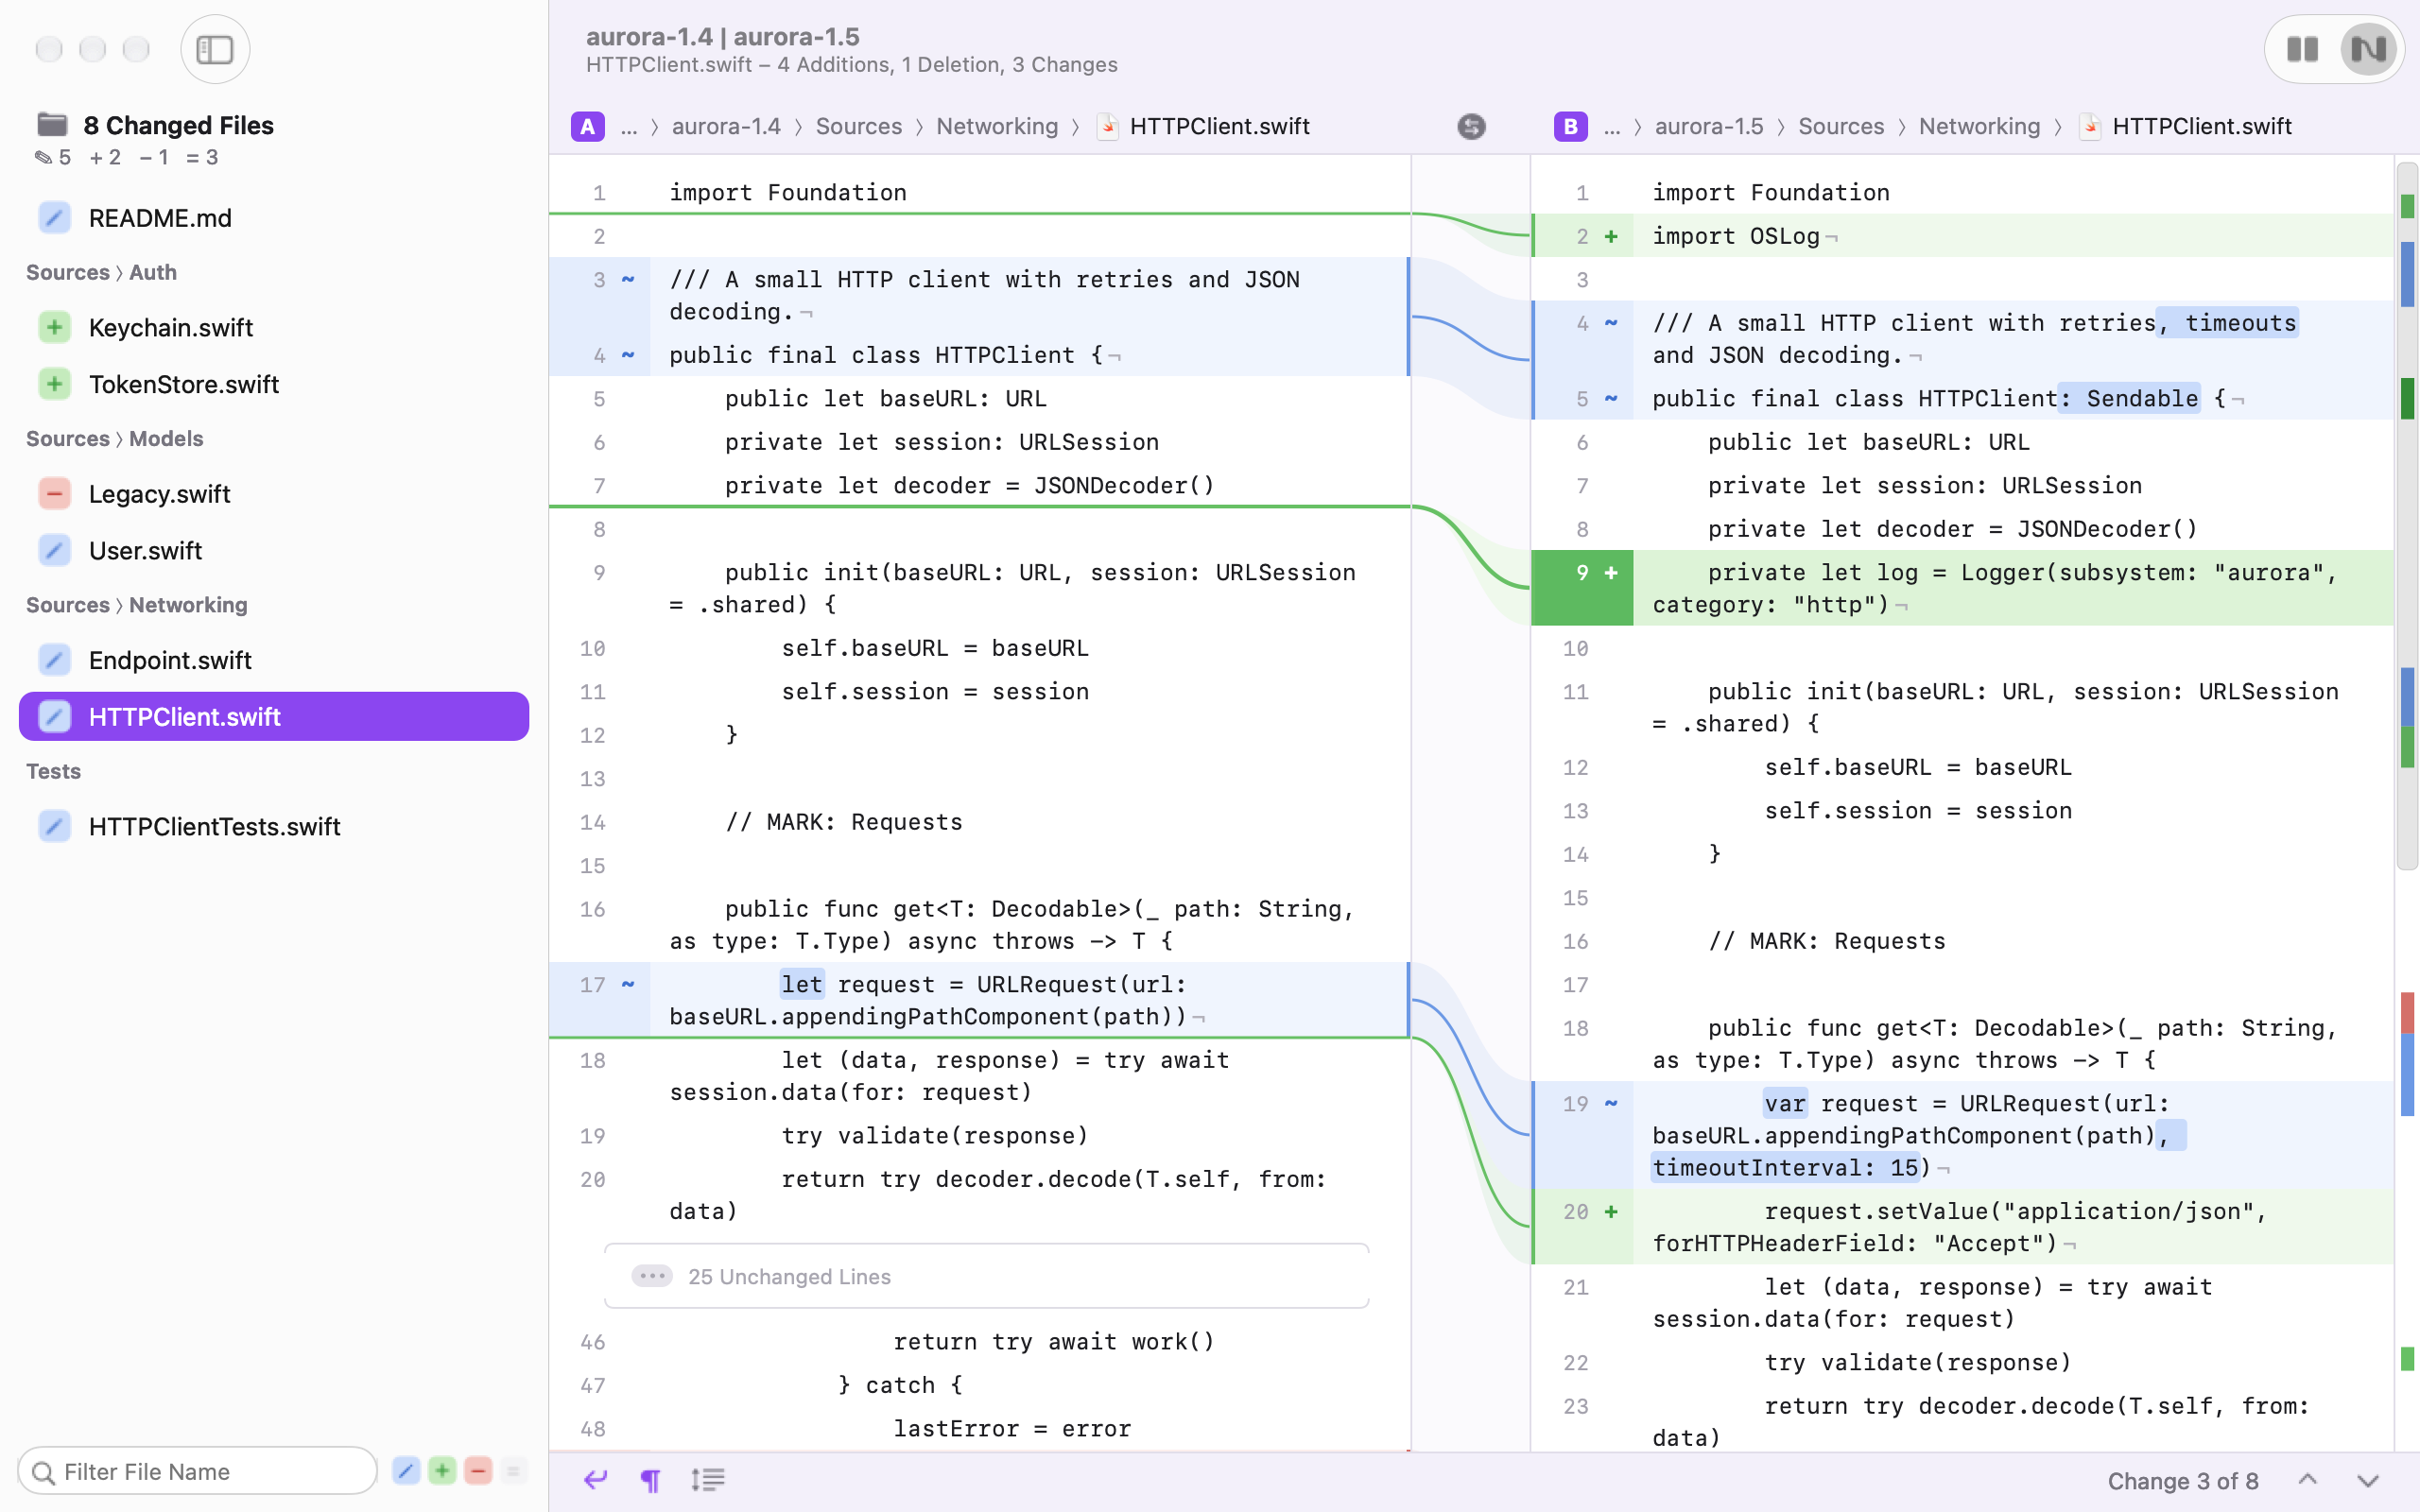 8 Changed Files
✎ 5 + 2 − 1 = 3
README.md
Sources › Auth
Keychain.swift
TokenStore.swift
Sources › Models
Legacy.swift
User.swift
Sources › Networking
Endpoint.swift
HTTPClient.swift
Tests
HTTPClientTests.swift
Filter File Name
aurora-1.4 | aurora-1.5
HTTPClient.swift – 4 Additions, 1 Deletion, 3 Changes
A ... › aurora-1.4 › Sources › Networking › HTTPClient.swift
1 import Foundation
2
3 ~ /// A small HTTP client with retries and JSON
decoding.¬
4 ~ public final class HTTPClient {¬
5     public let baseURL: URL
6     private let session: URLSession
7     private let decoder = JSONDecoder()
8
9     public init(baseURL: URL, session: URLSession
= .shared) {
10         self.baseURL = baseURL
11         self.session = session
12     }
13
14     // MARK: Requests
15
16     public func get<T: Decodable>(_ path: String,
as type: T.Type) async throws -> T {
17 ~         let request = URLRequest(url:
baseURL.appendingPathComponent(path))¬
18         let (data, response) = try await
session.data(for: request)
19         try validate(response)
20         return try decoder.decode(T.self, from:
data)
••• 25 Unchanged Lines
46                 return try await work()
47             } catch {
48                 lastError = error
B ... › aurora-1.5 › Sources › Networking › HTTPClient.swift
1 import Foundation
2 + import OSLog¬
3
4 ~ /// A small HTTP client with retries, timeouts
and JSON decoding.¬
5 ~ public final class HTTPClient: Sendable {¬
6     public let baseURL: URL
7     private let session: URLSession
8     private let decoder = JSONDecoder()
9 +     private let log = Logger(subsystem: "aurora",
category: "http")¬
10
11     public init(baseURL: URL, session: URLSession
= .shared) {
12         self.baseURL = baseURL
13         self.session = session
14     }
15
16     // MARK: Requests
17
18     public func get<T: Decodable>(_ path: String,
as type: T.Type) async throws -> T {
19 ~         var request = URLRequest(url:
baseURL.appendingPathComponent(path),
timeoutInterval: 15)¬
20 +         request.setValue("application/json",
forHTTPHeaderField: "Accept")¬
21         let (data, response) = try await
session.data(for: request)
22         try validate(response)
23         return try decoder.decode(T.self, from:
data)
¶
Change 3 of 8